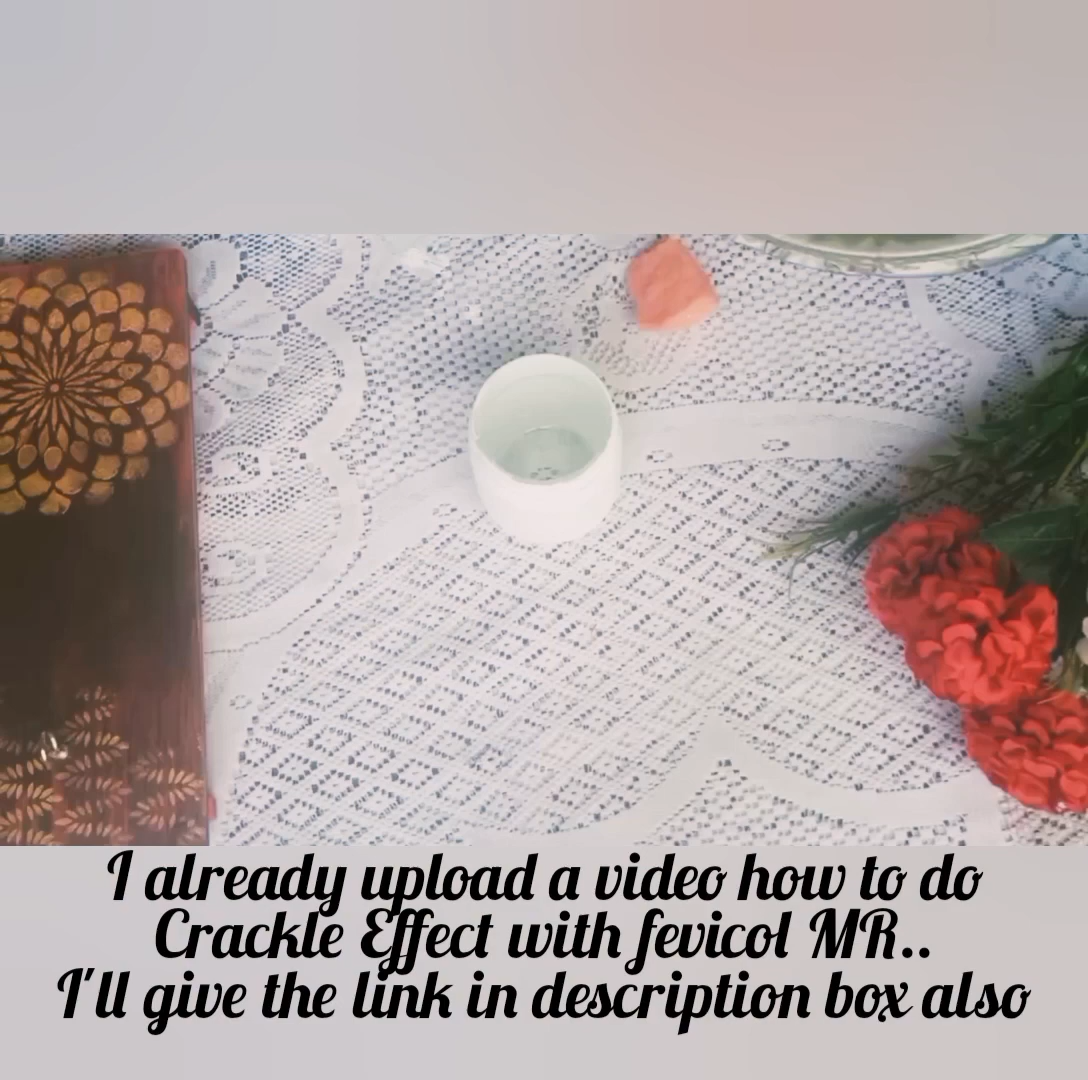 I already upload a video how to do
Crackle Effect with fevicol MR..
I'll give the link in description box also